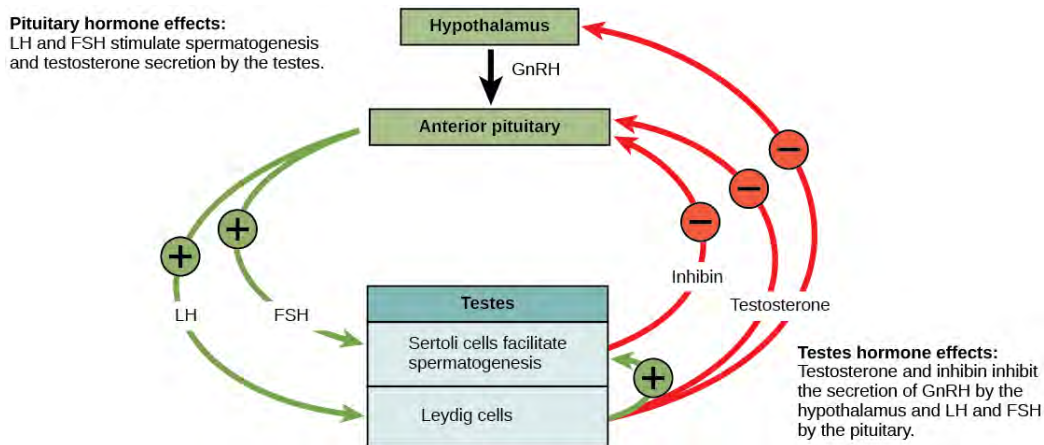 Pituitary hormone effects:
LH and FSH stimulate spermatogenesis
and testosterone secretion by the testes.
Hypothalamus
GnRH
Anterior pituitary
LH
FSH
Inhibin
Testosterone
Testes
Sertoli cells facilitate
spermatogenesis
Leydig cells
Testes hormone effects:
Testosterone and inhibin inhibit
the secretion of GnRH by the
hypothalamus and LH and FSH
by the pituitary.